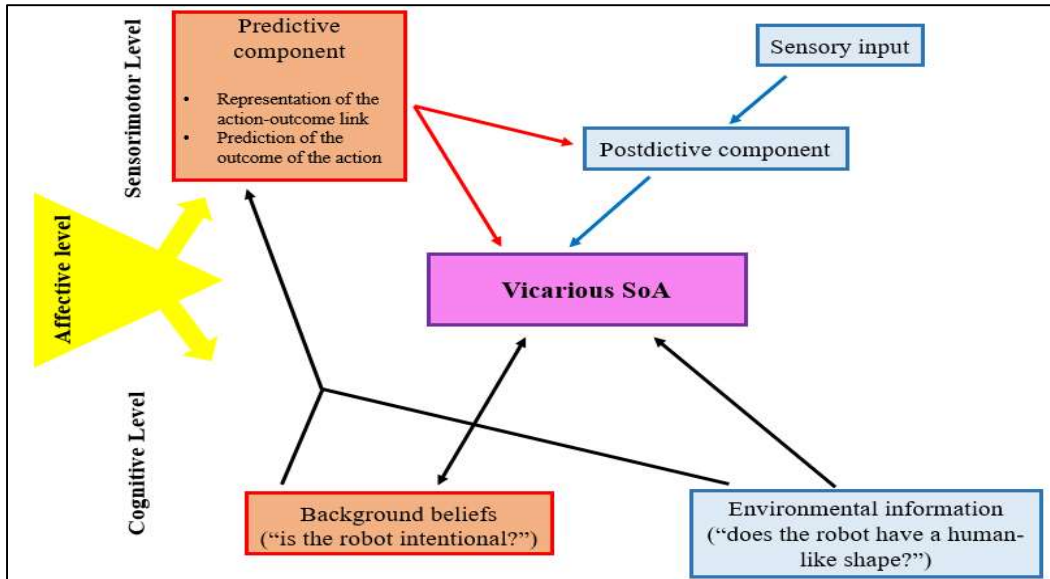 Sensorimotor Level
Predictive
component
• Representation of the
action-outcome link
• Prediction of the
outcome of the action
Sensory input
Postdictive component
Affective level
Vicarious SoA
Cognitive Level
Background beliefs
(“is the robot intentional?”)
Environmental information
(“does the robot have a human-
like shape?”)